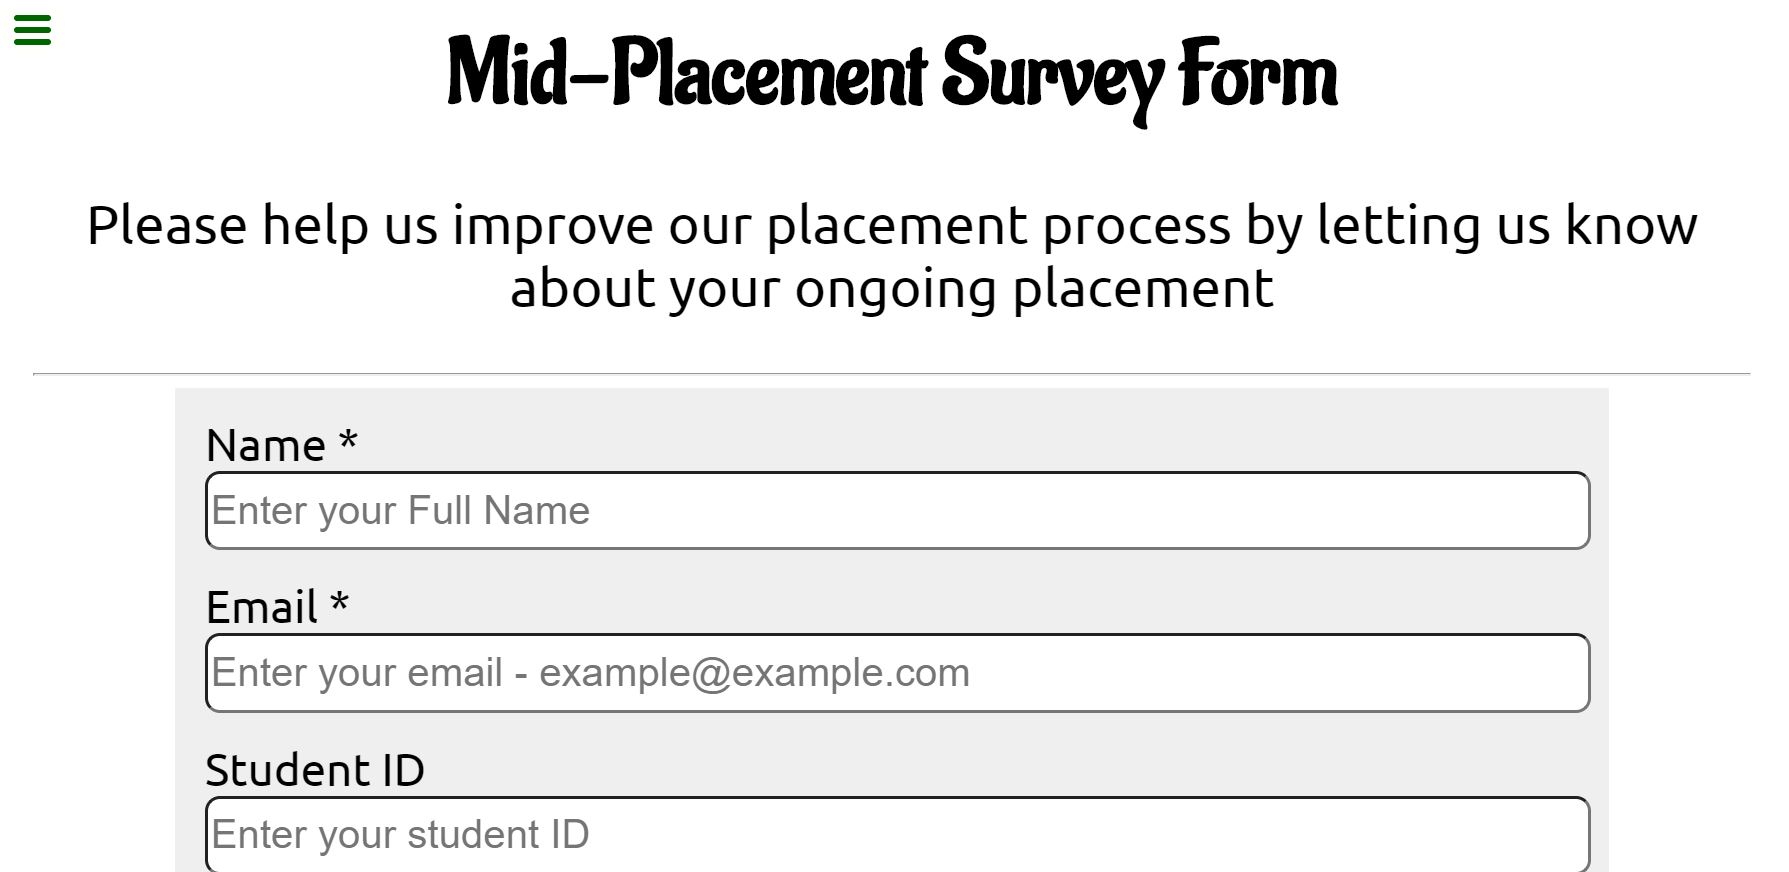 Mid-Placement Survey Form
Please help us improve our placement process by letting us know
about your ongoing placement
Name *
Enter your Full Name
Email *
Enter your email - example@example.com
Student ID
Enter your student ID